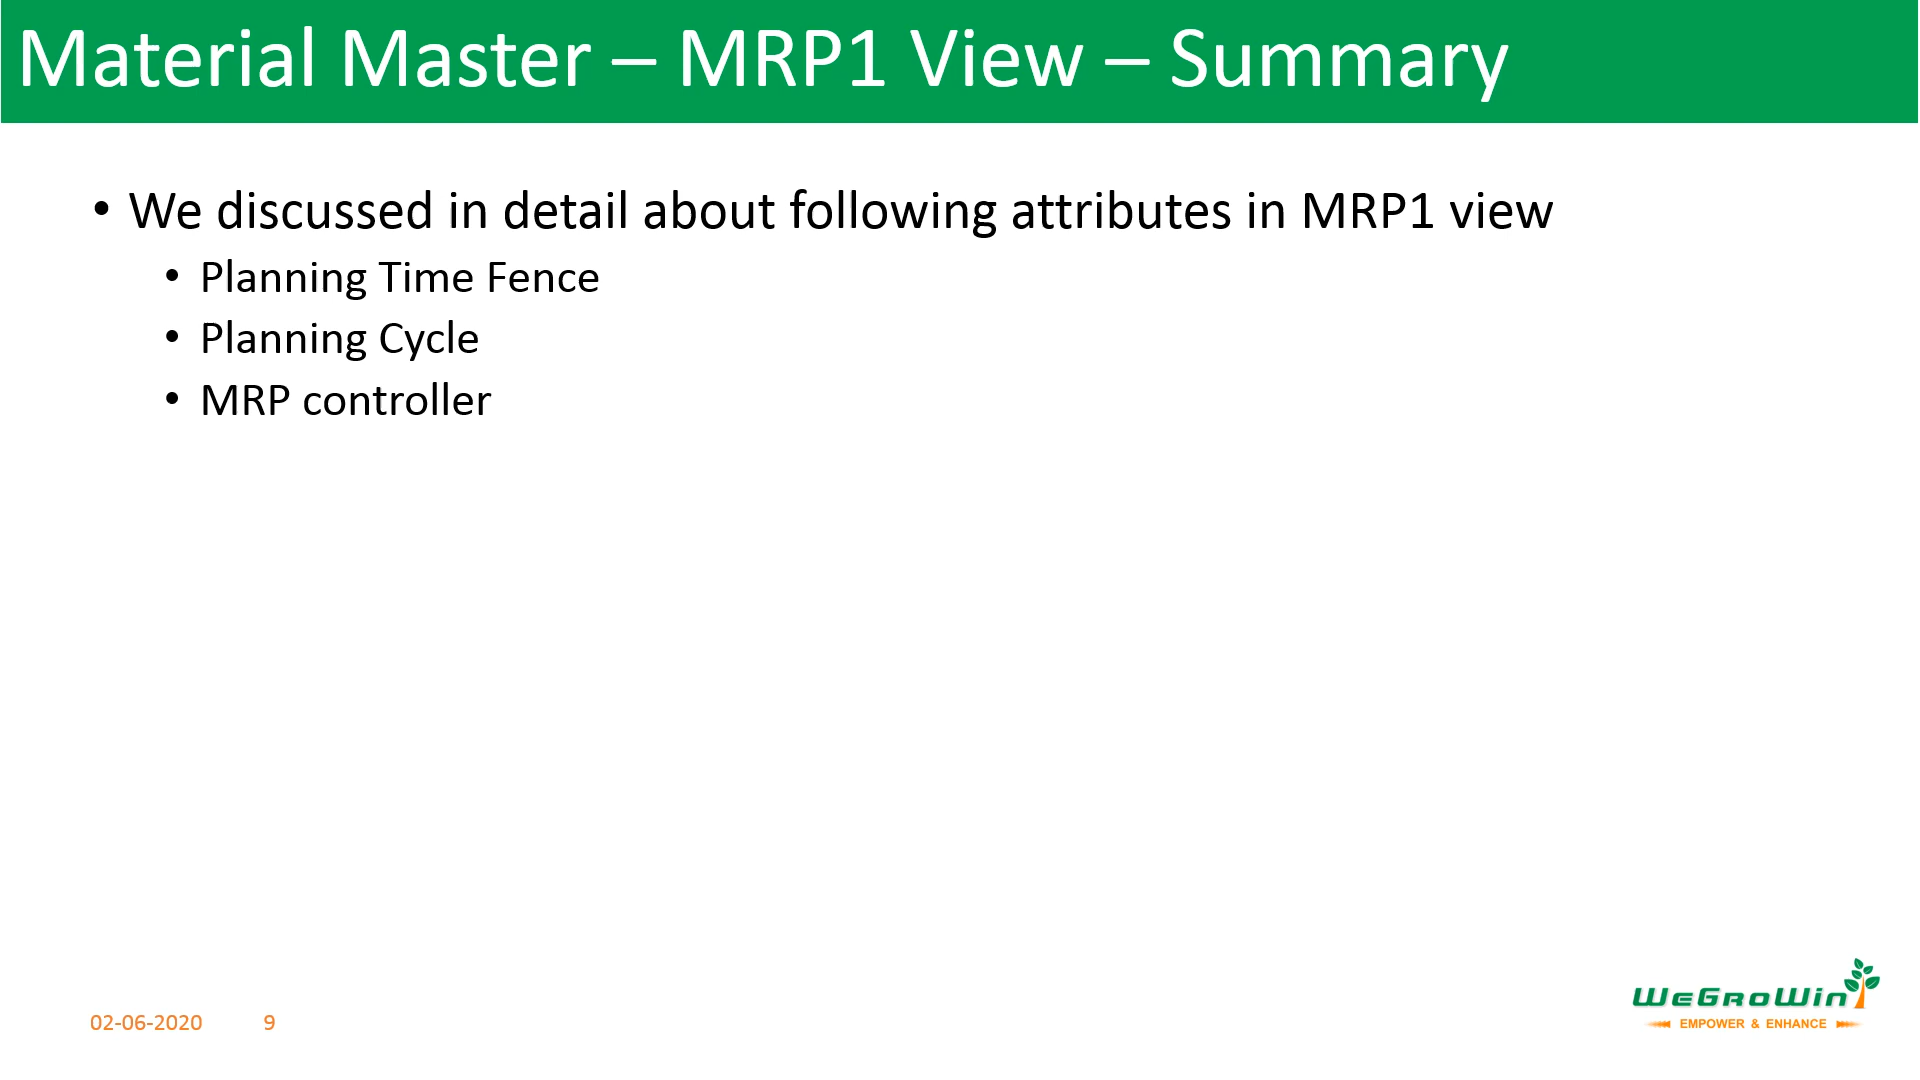 Material Master – MRP1 View – Summary
• We discussed in detail about following attributes in MRP1 view
• Planning Time Fence
• Planning Cycle
• MRP controller
02-06-2020 9
WeGroWin
EMPOWER & ENHANCE